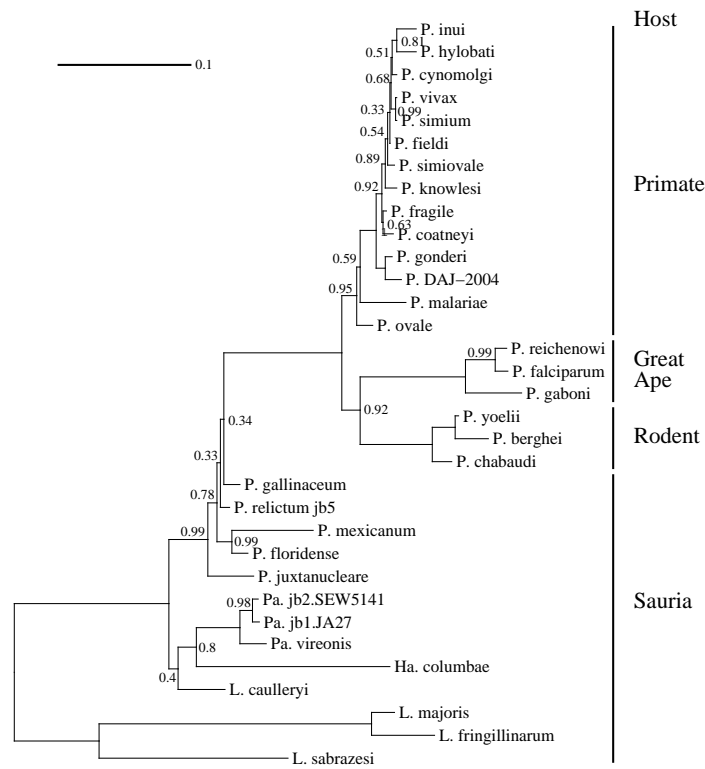 Host
P. inui
0.81
0.51
P. hylobati
0.1
0.68
P. cynomolgi
P. vivax
0.33
0.99
P. simium
0.54
P. fieldi
0.89
P. simiovale
0.92
P. knowlesi
Primate
P. fragile
0.63
P. coatneyi
0.59
P. gonderi
P. DAJ−2004
0.95
P. malariae
P. ovale
0.99
P. reichenowi
Great
P. falciparum
Ape
P. gaboni
0.92
P. yoelii
0.34
P. berghei
Rodent
0.33
P. chabaudi
P. gallinaceum
0.78
P. relictum jb5
0.99
P. mexicanum
0.99
P. floridense
P. juxtanucleare
0.98
Pa. jb2.SEW5141
Sauria
Pa. jb1.JA27
0.8
Pa. vireonis
0.4
Ha. columbae
L. caulleryi
L. majoris
L. fringillinarum
L. sabrazesi